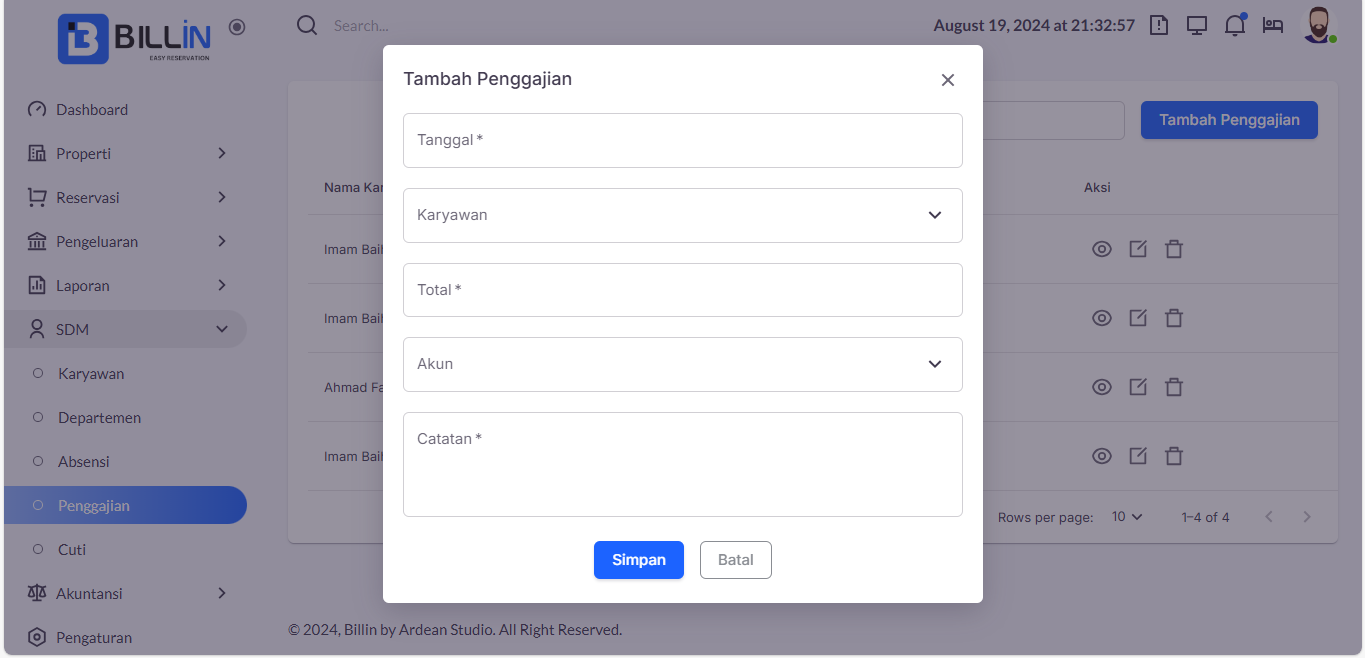 BILLIN
EASY RESERVATION
Search...
August 19, 2024 at 21:32:57
Dashboard
Properti
Reservasi
Pengeluaran
Laporan
SDM
Karyawan
Departemen
Absensi
Penggajian
Cuti
Akuntansi
Pengaturan
Tambah Penggajian
Nama Kar
Aksi
Imam Baih
Imam Baih
Ahmad Fa
Imam Baih
Rows per page: 10 1–4 of 4
Tambah Penggajian
Tanggal *
Karyawan
Total *
Akun
Catatan *
Simpan Batal
© 2024, Billin by Ardean Studio. All Right Reserved.